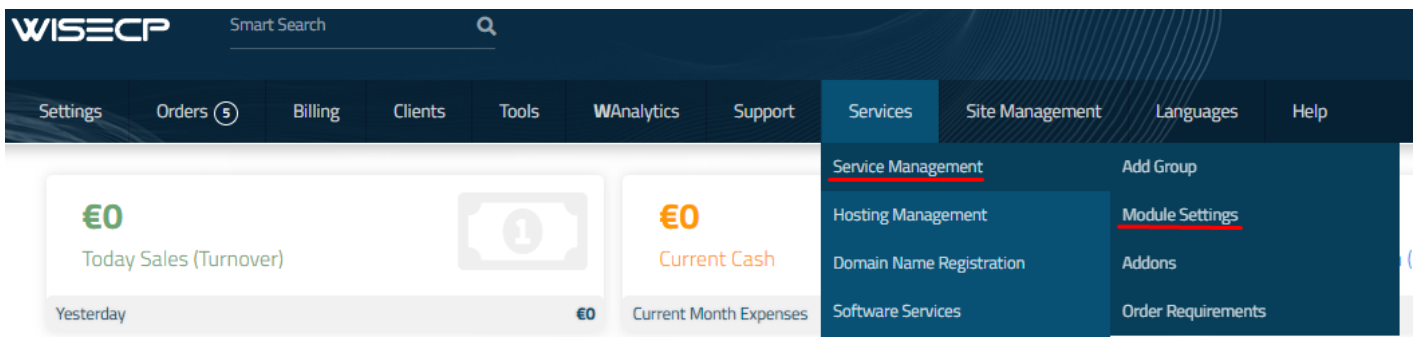 WISECP
Smart Search
Settings
Orders 5
Billing
Clients
Tools
WAnalytics
Support
Services
Site Management
Languages
Help
Service Management
Add Group
Hosting Management
Module Settings
Domain Name Registration
Addons
Software Services
Order Requirements
€0
Today Sales (Turnover)
1
Yesterday
€0
€0
Current Cash
Current Month Expenses
(